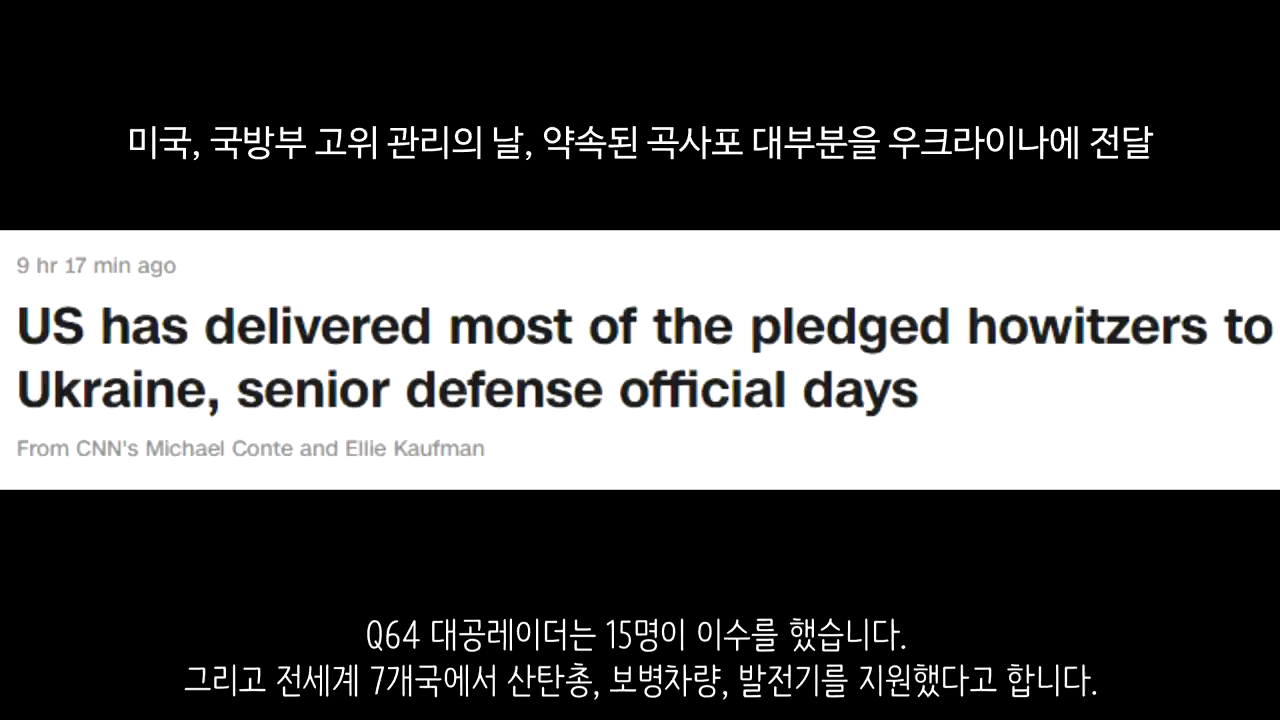 미국, 국방부 고위 관리의 날, 약속된 곡사포 대부분을 우크라이나에 전달
9 hr 17 min ago
US has delivered most of the pledged howitzers to
Ukraine, senior defense official days
From CNN's Michael Conte and Ellie Kaufman
Q64 대공레이더는 15명이 이수를 했습니다.
그리고 전세계 7개국에서 산탄총, 보병차량, 발전기를 지원했다고 합니다.